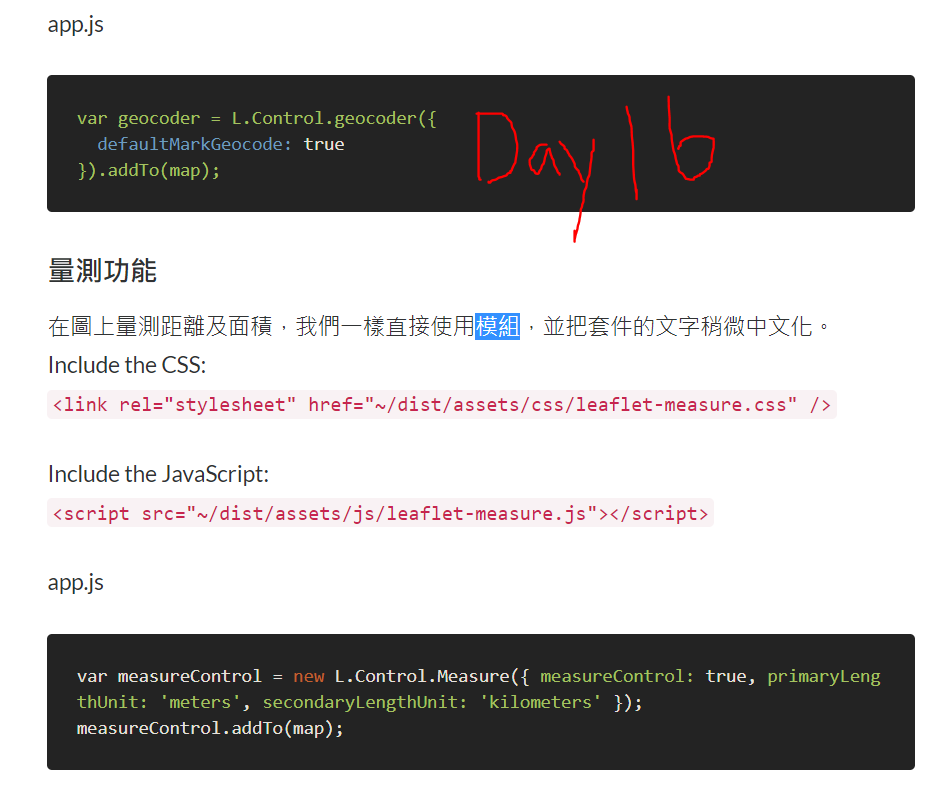 app.js
var geocoder = L.Control.geocoder({
Day 16
defaultMarkGeocode: true
}).addTo(map);
量測功能
在圖上量測距離及面積，我們一樣直接使用模組，並把套件的文字稍微中文化。
Include the CSS:
<link rel="stylesheet" href="~/dist/assets/css/leaflet-measure.css" />
Include the JavaScript:
<script src="~/dist/assets/js/leaflet-measure.js"></script>
app.js
var measureControl = new L.Control.Measure({ measureControl: true, primaryLeng
thUnit: 'meters', secondaryLengthUnit: 'kilometers' });
measureControl.addTo(map);